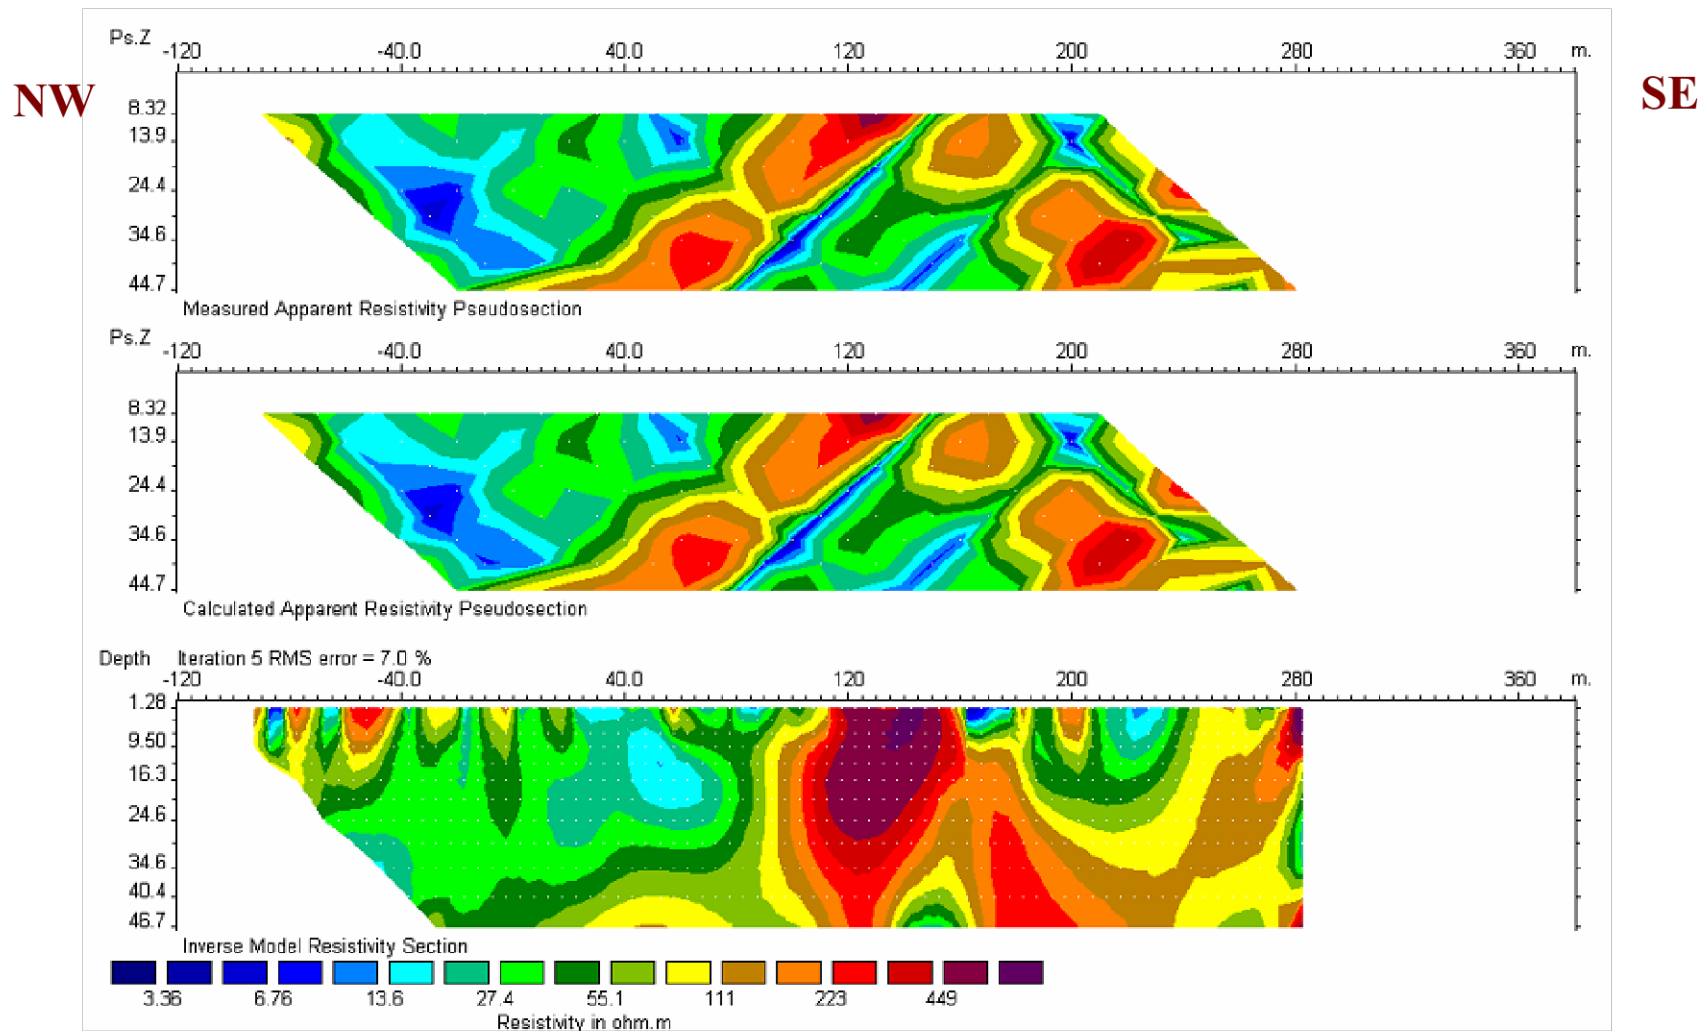 Ps.Z -120 -40.0 40.0 120 200 280 360 m.
NW SE
8.32
13.9
24.4
34.6
44.7
Measured Apparent Resistivity Pseudosection
Ps.Z -120 -40.0 40.0 120 200 280 360 m.
8.32
13.9
24.4
34.6
44.7
Calculated Apparent Resistivity Pseudosection
Depth Iteration 5 RMS error = 7.0 %
-120 -40.0 40.0 120 200 280 360 m.
1.28
9.50
16.3
24.6
34.6
40.4
46.7
Inverse Model Resistivity Section
3.36 6.76 13.6 27.4 55.1 111 223 449
Resistivity in ohm.m